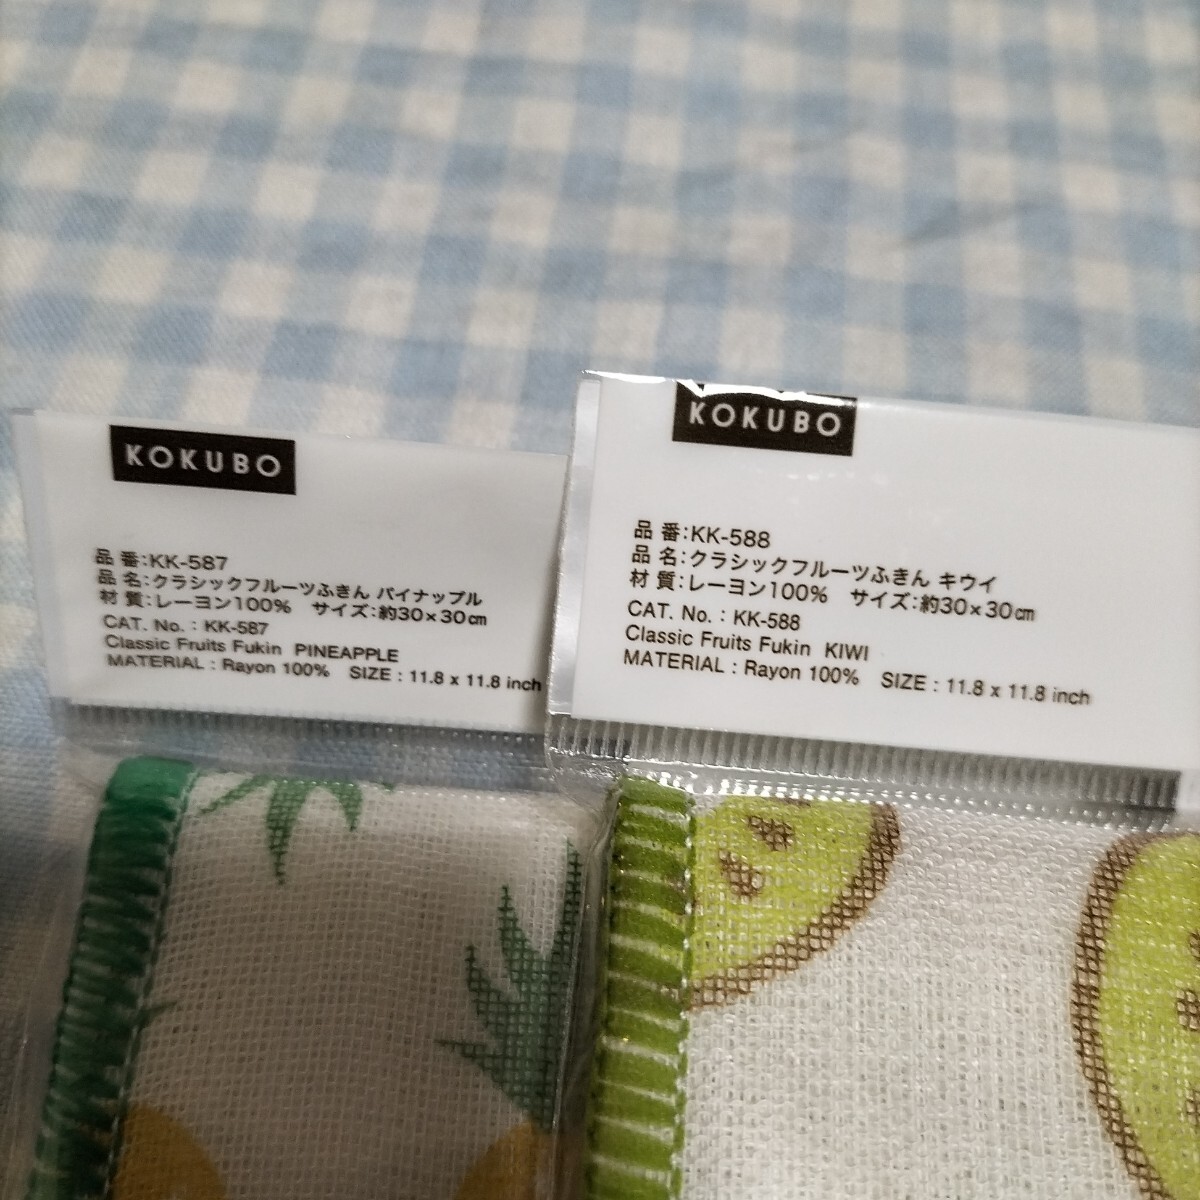 KOKUBO
品 番:KK-587
品 名:クラシックフルーツふきん パイナップル
材 質:レーヨン100%　サイズ:約30×30㎝
CAT. No. : KK-587
Classic Fruits Fukin PINEAPPLE
MATERIAL : Rayon 100%　SIZE : 11.8 x 11.8 inch
KOKUBO
品 番:KK-588
品 名:クラシックフルーツふきん キウイ
材 質:レーヨン100%　サイズ:約30×30㎝
CAT. No. : KK-588
Classic Fruits Fukin KIWI
MATERIAL : Rayon 100%　SIZE : 11.8 x 11.8 inch